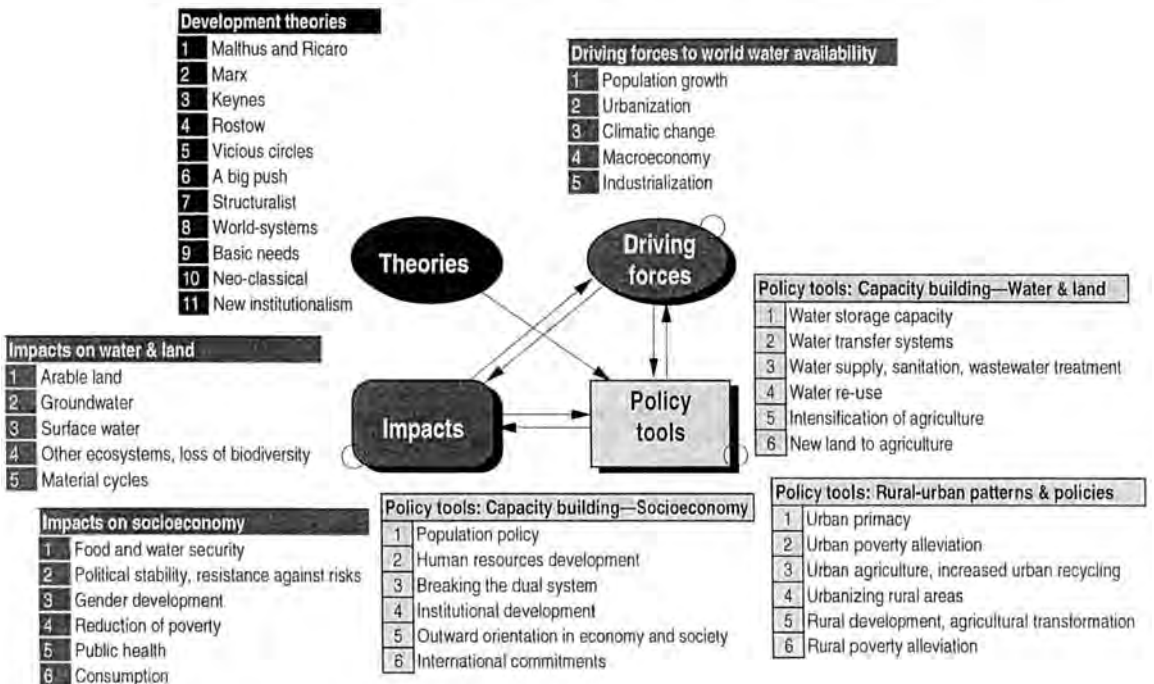 Development theories
1 Malthus and Ricaro
2 Marx
3 Keynes
4 Rostow
5 Vicious circles
6 A big push
7 Structuralist
8 World-systems
9 Basic needs
10 Neo-classical
11 New institutionalism
Driving forces to world water availability
1 Population growth
2 Urbanization
3 Climatic change
4 Macroeconomy
5 Industrialization
Theories
Driving
forces
Impacts
Policy
tools
Policy tools: Capacity building—Water & land
1 Water storage capacity
2 Water transfer systems
3 Water supply, sanitation, wastewater treatment
4 Water re-use
5 Intensification of agriculture
6 New land to agriculture
Impacts on water & land
1 Arable land
2 Groundwater
3 Surface water
4 Other ecosystems, loss of biodiversity
5 Material cycles
Impacts on socioeconomy
1 Food and water security
2 Political stability, resistance against risks
3 Gender development
4 Reduction of poverty
5 Public health
6 Consumption
Policy tools: Capacity building—Socioeconomy
1 Population policy
2 Human resources development
3 Breaking the dual system
4 Institutional development
5 Outward orientation in economy and society
6 International commitments
Policy tools: Rural-urban patterns & policies
1 Urban primacy
2 Urban poverty alleviation
3 Urban agriculture, increased urban recycling
4 Urbanizing rural areas
5 Rural development, agricultural transformation
6 Rural poverty alleviation